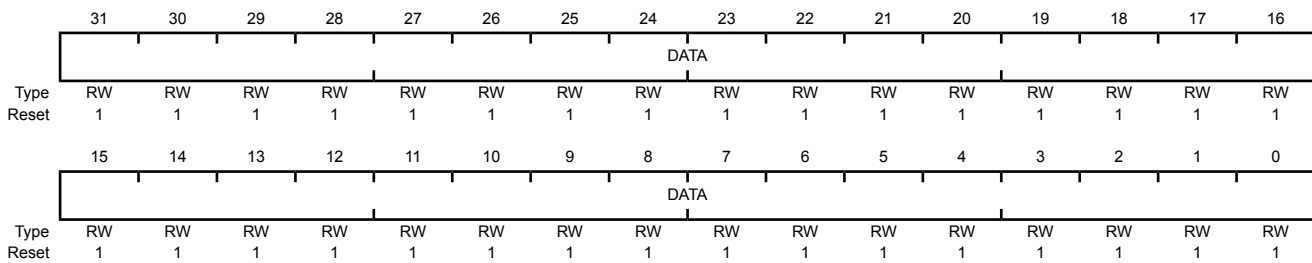 31 30 29 28 27 26 25 24 23 22 21 20 19 18 17 16
DATA
Type RW RW RW RW RW RW RW RW RW RW RW RW RW RW RW RW
Reset 1 1 1 1 1 1 1 1 1 1 1 1 1 1 1 1
15 14 13 12 11 10 9 8 7 6 5 4 3 2 1 0
DATA
Type RW RW RW RW RW RW RW RW RW RW RW RW RW RW RW RW
Reset 1 1 1 1 1 1 1 1 1 1 1 1 1 1 1 1